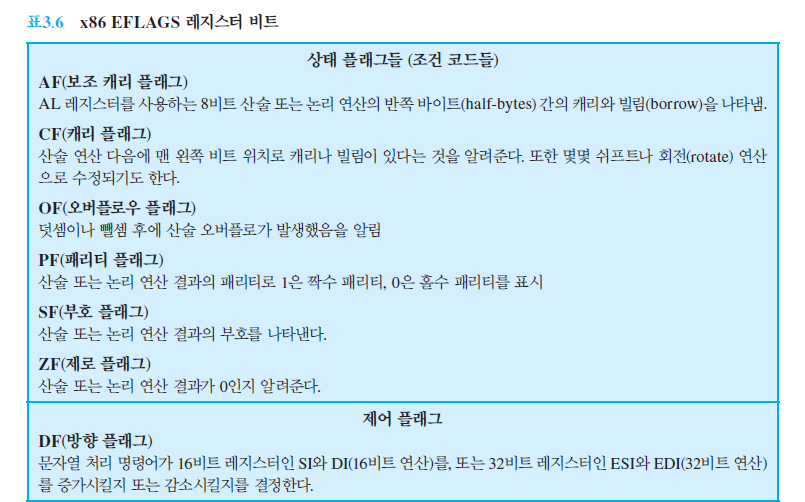 표3.6 x86 EFLAGS 레지스터 비트
상태 플래그들 (조건 코드들)
AF(보조 캐리 플래그)
AL 레지스터를 사용하는 8비트 산술 또는 논리 연산의 반쪽 바이트(half-bytes) 간의 캐리와 빌림(borrow)을 나타냄.
CF(캐리 플래그)
산술 연산 다음에 맨 왼쪽 비트 위치로 캐리나 빌림이 있다는 것을 알려준다. 또한 몇몇 쉬프트나 회전(rotate) 연산
으로 수정되기도 한다.
OF(오버플로우 플래그)
덧셈이나 뺄셈 후에 산술 오버플로가 발생했음을 알림
PF(패리티 플래그)
산술 또는 논리 연산 결과의 패리티로 1은 짝수 패리티, 0은 홀수 패리티를 표시
SF(부호 플래그)
산술 또는 논리 연산 결과의 부호를 나타낸다.
ZF(제로 플래그)
산술 또는 논리 연산 결과가 0인지 알려준다.
제어 플래그
DF(방향 플래그)
문자열 처리 명령어가 16비트 레지스터인 SI와 DI(16비트 연산)를, 또는 32비트 레지스터인 ESI와 EDI(32비트 연산)
를 증가시킬지 또는 감소시킬지를 결정한다.